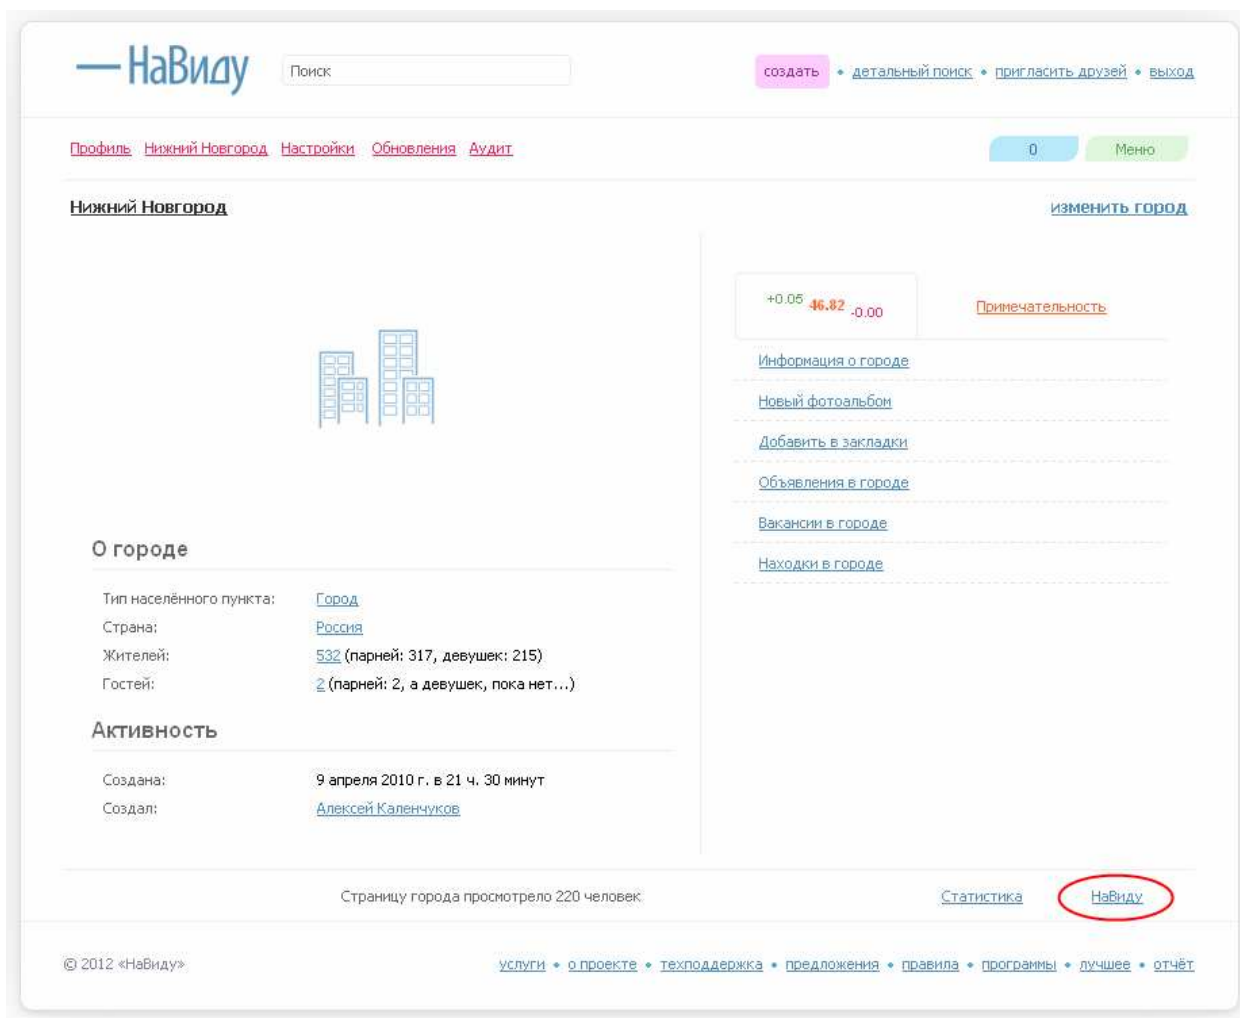 НаВиду Поиск создать • детальный поиск • пригласить друзей • выход
Профиль Нижний Новгород Настройки Обновления Аудит 0 Меню
Нижний Новгород изменить город
+0.05 46.82 -0.00 Примечательность
Информация о городе
Новый фотоальбом
Добавить в закладки
Объявления в городе
Вакансии в городе
Находки в городе
О городе
Тип населённого пункта: Город
Страна: Россия
Жителей: 532 (парней: 317, девушек: 215)
Гостей: 2 (парней: 2, а девушек, пока нет...)
Активность
Создана: 9 апреля 2010 г. в 21 ч. 30 минут
Создал: Алексей Каленчуков
Страницу города просмотрело 220 человек Статистика НаВиду
© 2012 «НаВиду» услуги • о проекте • техподдержка • предложения • правила • программы • лучшее • отчёт